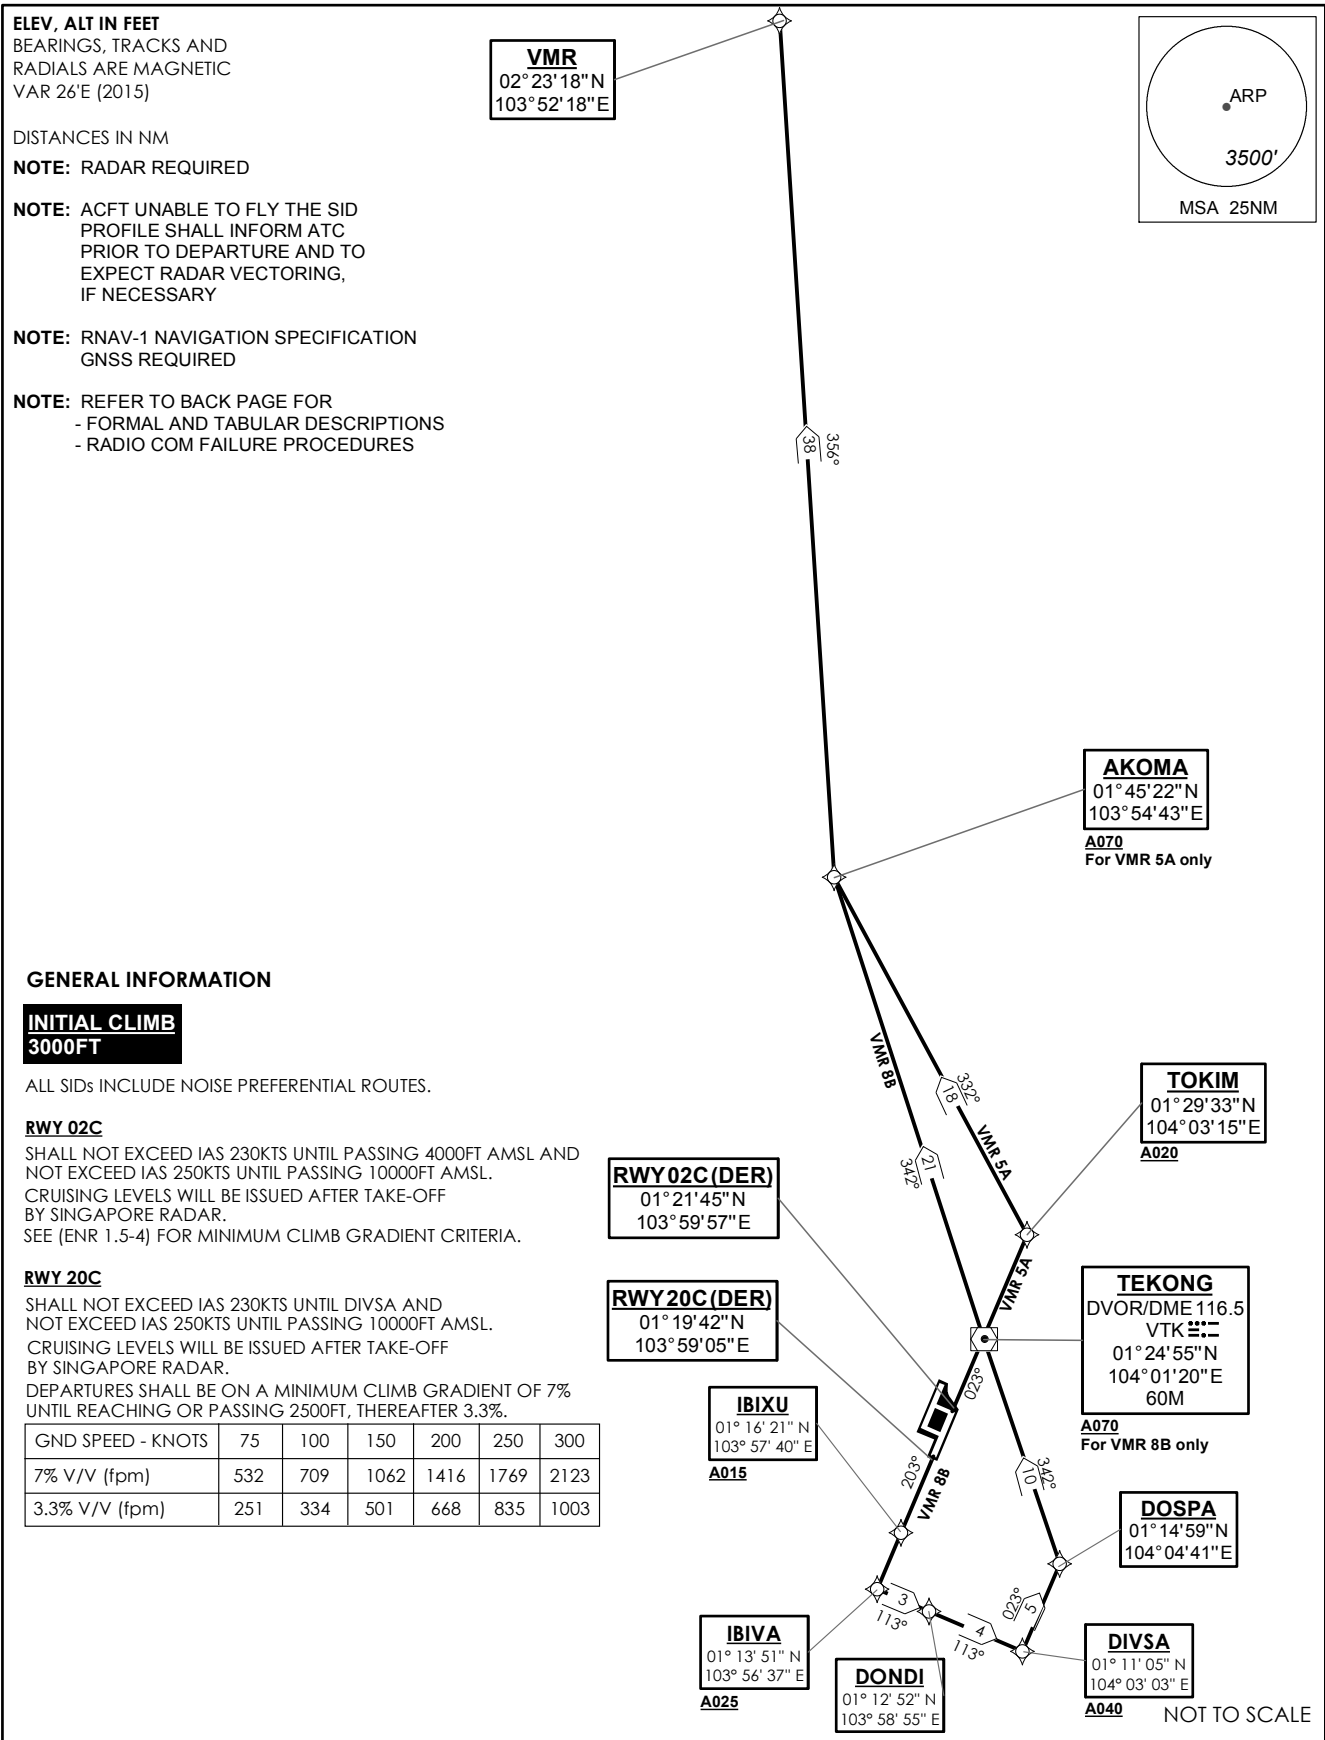 ELEV, ALT IN FEET
BEARINGS, TRACKS AND
RADIALS ARE MAGNETIC
VAR 26'E (2015)
DISTANCES IN NM
NOTE: RADAR REQUIRED
NOTE: ACFT UNABLE TO FLY THE SID
PROFILE SHALL INFORM ATC
PRIOR TO DEPARTURE AND TO
EXPECT RADAR VECTORING,
IF NECESSARY
NOTE: RNAV-1 NAVIGATION SPECIFICATION
GNSS REQUIRED
NOTE: REFER TO BACK PAGE FOR
- FORMAL AND TABULAR DESCRIPTIONS
- RADIO COM FAILURE PROCEDURES
VMR
02°23'18"N
103°52'18"E
ARP
3500'
MSA 25NM
38
356°
AKOMA
01°45'22"N
103°54'43"E
A070
For VMR 5A only
GENERAL INFORMATION
INITIAL CLIMB
3000FT
ALL SIDs INCLUDE NOISE PREFERENTIAL ROUTES.
RWY 02C
SHALL NOT EXCEED IAS 230KTS UNTIL PASSING 4000FT AMSL AND
NOT EXCEED IAS 250KTS UNTIL PASSING 10000FT AMSL.
CRUISING LEVELS WILL BE ISSUED AFTER TAKE-OFF
BY SINGAPORE RADAR.
SEE (ENR 1.5-4) FOR MINIMUM CLIMB GRADIENT CRITERIA.
RWY 20C
SHALL NOT EXCEED IAS 230KTS UNTIL DIVSA AND
NOT EXCEED IAS 250KTS UNTIL PASSING 10000FT AMSL.
CRUISING LEVELS WILL BE ISSUED AFTER TAKE-OFF
BY SINGAPORE RADAR.
DEPARTURES SHALL BE ON A MINIMUM CLIMB GRADIENT OF 7%
UNTIL REACHING OR PASSING 2500FT, THEREAFTER 3.3%.
GND SPEED - KNOTS 75 100 150 200 250 300
7% V/V (fpm) 532 709 1062 1416 1769 2123
3.3% V/V (fpm) 251 334 501 668 835 1003
VMR 8B
18
332°
VMR 5A
21
342°
TOKIM
01°29'33"N
104°03'15"E
A020
RWY02C(DER)
01°21'45"N
103°59'57"E
RWY20C(DER)
01°19'42"N
103°59'05"E
VMR 5A
TEKONG
DVOR/DME 116.5
VTK
01°24'55"N
104°01'20"E
60M
A070
For VMR 8B only
023°
IBIXU
01° 16' 21" N
103° 57' 40" E
A015
203°
VMR 8B
10
342°
DOSPA
01°14'59"N
104°04'41"E
3
113°
4
113°
023°
5
IBIVA
01° 13' 51" N
103° 56' 37" E
A025
DONDI
01° 12' 52" N
103° 58' 55" E
DIVSA
01° 11' 05" N
104° 03' 03" E
A040
NOT TO SCALE